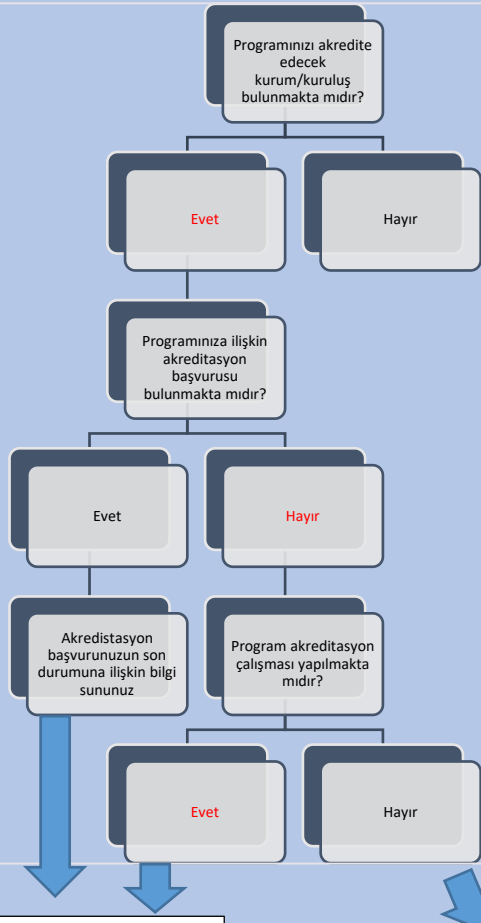 Programınızı akredite
edecek
kurum/kuruluş
bulunmakta mıdır?
Evet
Hayır
Programınıza ilişkin
akreditasyon
başvurusu
bulunmakta mıdır?
Evet
Hayır
Akredistasyon
başvurunuzun son
durumuna ilişkin bilgi
sununuz
Program akreditasyon
çalışması yapılmakta
mıdır?
Evet
Hayır